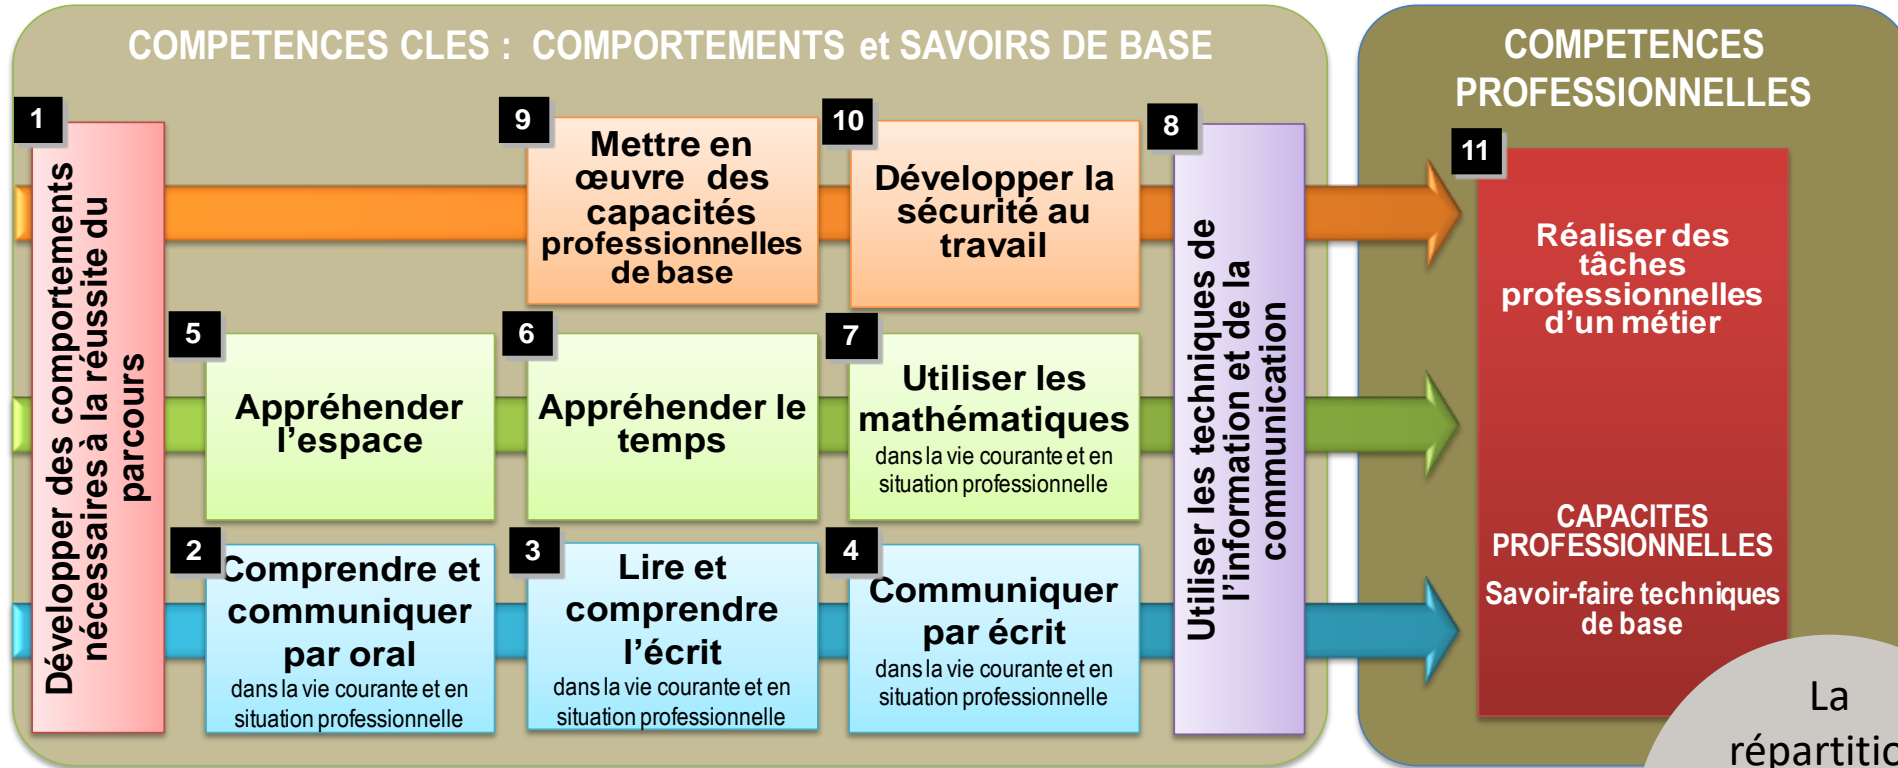 COMPETENCES CLES : COMPORTEMENTS et SAVOIRS DE BASE
1
Développer des comportements
nécessaires à la réussite du
parcours
9
Mettre en
œuvre des
capacités
professionnelles
de base
10
Développer la
sécurité au
travail
8
Utiliser les techniques de
l'information et de la
communication
5
Appréhender
l'espace
6
Appréhender le
temps
7
Utiliser les
mathématiques
dans la vie courante et en
situation professionnelle
2
Comprendre et
communiquer
par oral
dans la vie courante et en
situation professionnelle
3
Lire et
comprendre
l'écrit
dans la vie courante et en
situation professionnelle
4
Communiquer
par écrit
dans la vie courante et en
situation professionnelle
COMPETENCES
PROFESSIONNELLES
11
Réaliser des
tâches
professionnelles
d'un métier
CAPACITES
PROFESSIONNELLES
Savoir-faire techniques
de base
La
répartitio